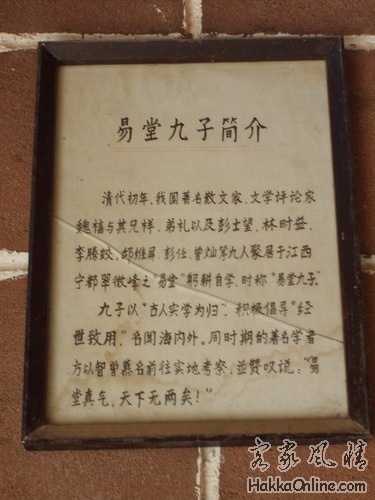 易堂九子简介
清代初年，我国著名散文家、文学评论家
魏禧与其兄祥、弟礼以及彭士望、林时益、
李腾蛟、邱维屏、彭任、曾灿等九人聚居于江西
宁都翠微峰之“易堂”躬耕自学，时称“易堂九子”
九子以“古人实学为归”，积极倡导“经
世致用”，名闻海内外。同时期的著名学者
方以智曾慕名前往实地考察，並赞叹说：“易
堂真气，天下无两矣！”
客家风情
HakkaOnline.com